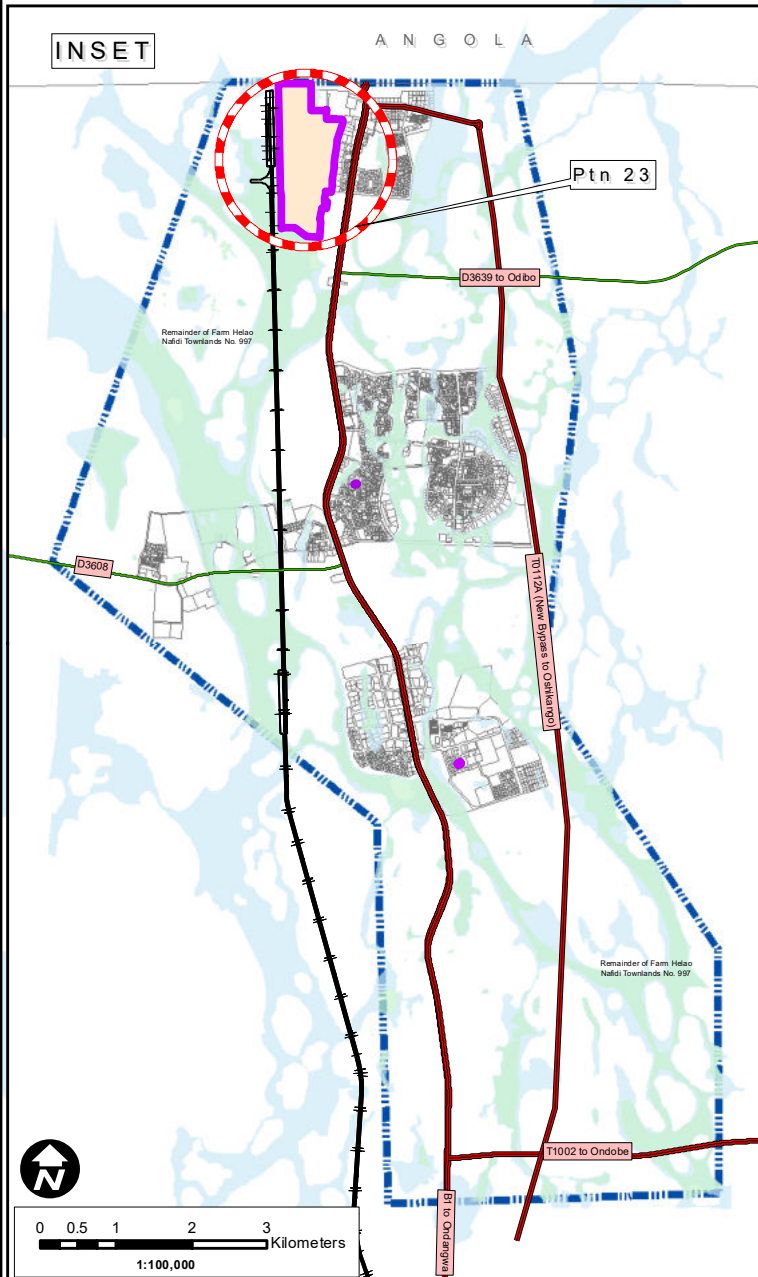 INSET
ANGOLA
Ptn 23
D3639 to Odibo
Remainder of Farm Helao
Nafidi Townlands No. 997
D3608
T0112A (New Bypass to Oshikango)
Remainder of Farm Helao
Nafidi Townlands No. 997
T1002 to Ondobe
B1 to Ondangwa
N
0 0.5 1 2 3
Kilometers
1:100,000